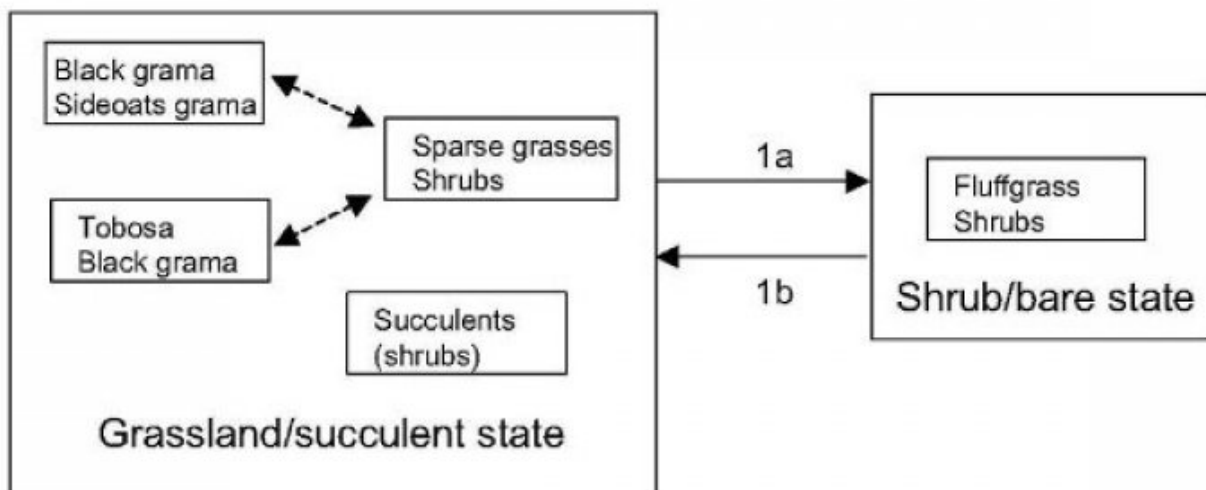 Black grama
Sideoats grama
Sparse grasses
Shrubs
Tobosa
Black grama
Succulents
(shrubs)
Grassland/succulent state
1a
1b
Fluffgrass
Shrubs
Shrub/bare state